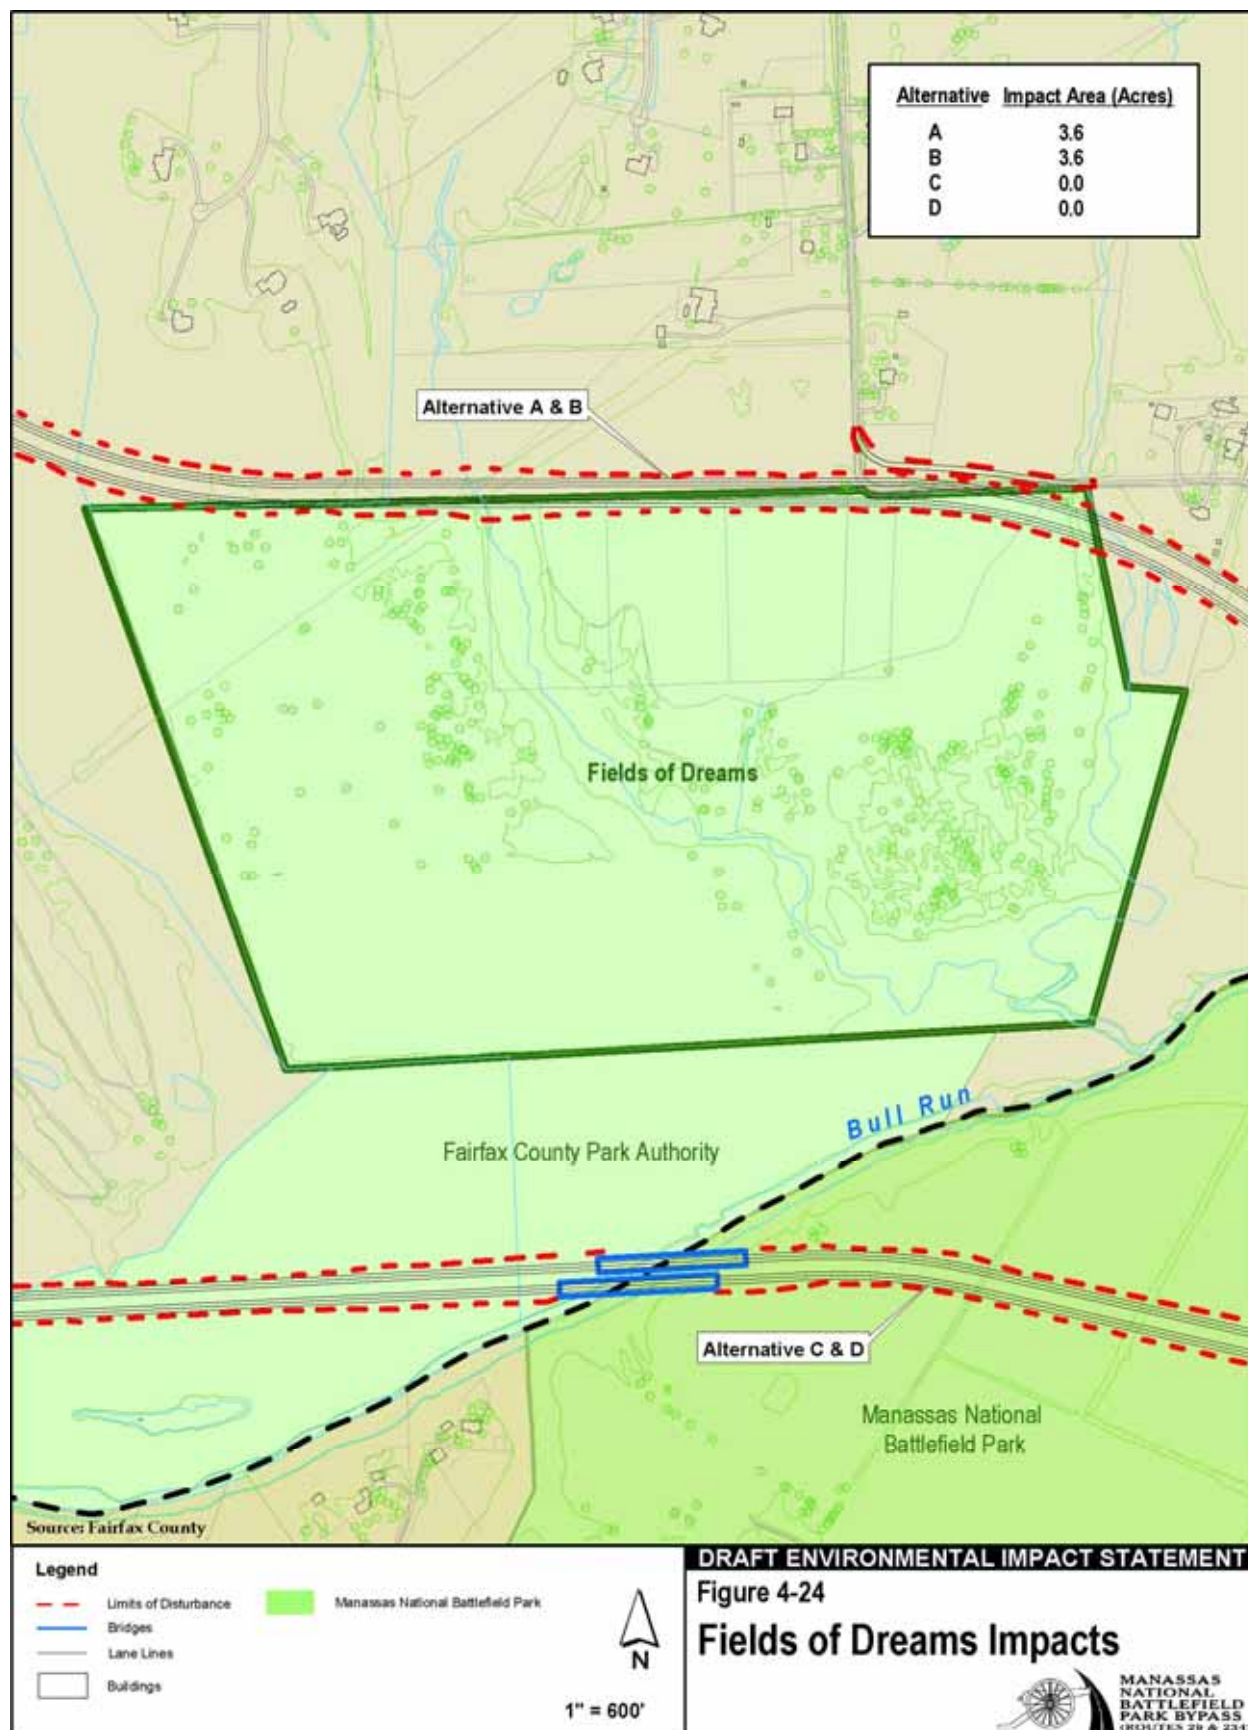 Alternative Impact Area (Acres)
A 3.6
B 3.6
C 0.0
D 0.0
Alternative A & B
Fields of Dreams
Bull Run
Fairfax County Park Authority
Alternative C & D
Manassas National
Battlefield Park
Source: Fairfax County
Legend
Limits of Disturbance
Manassas National Battlefield Park
Bridges
Lane Lines
Buildings
N
1" = 600'
DRAFT ENVIRONMENTAL IMPACT STATEMENT
Figure 4-24
Fields of Dreams Impacts
MANASSAS
NATIONAL
BATTLEFIELD
PARK BYPASS